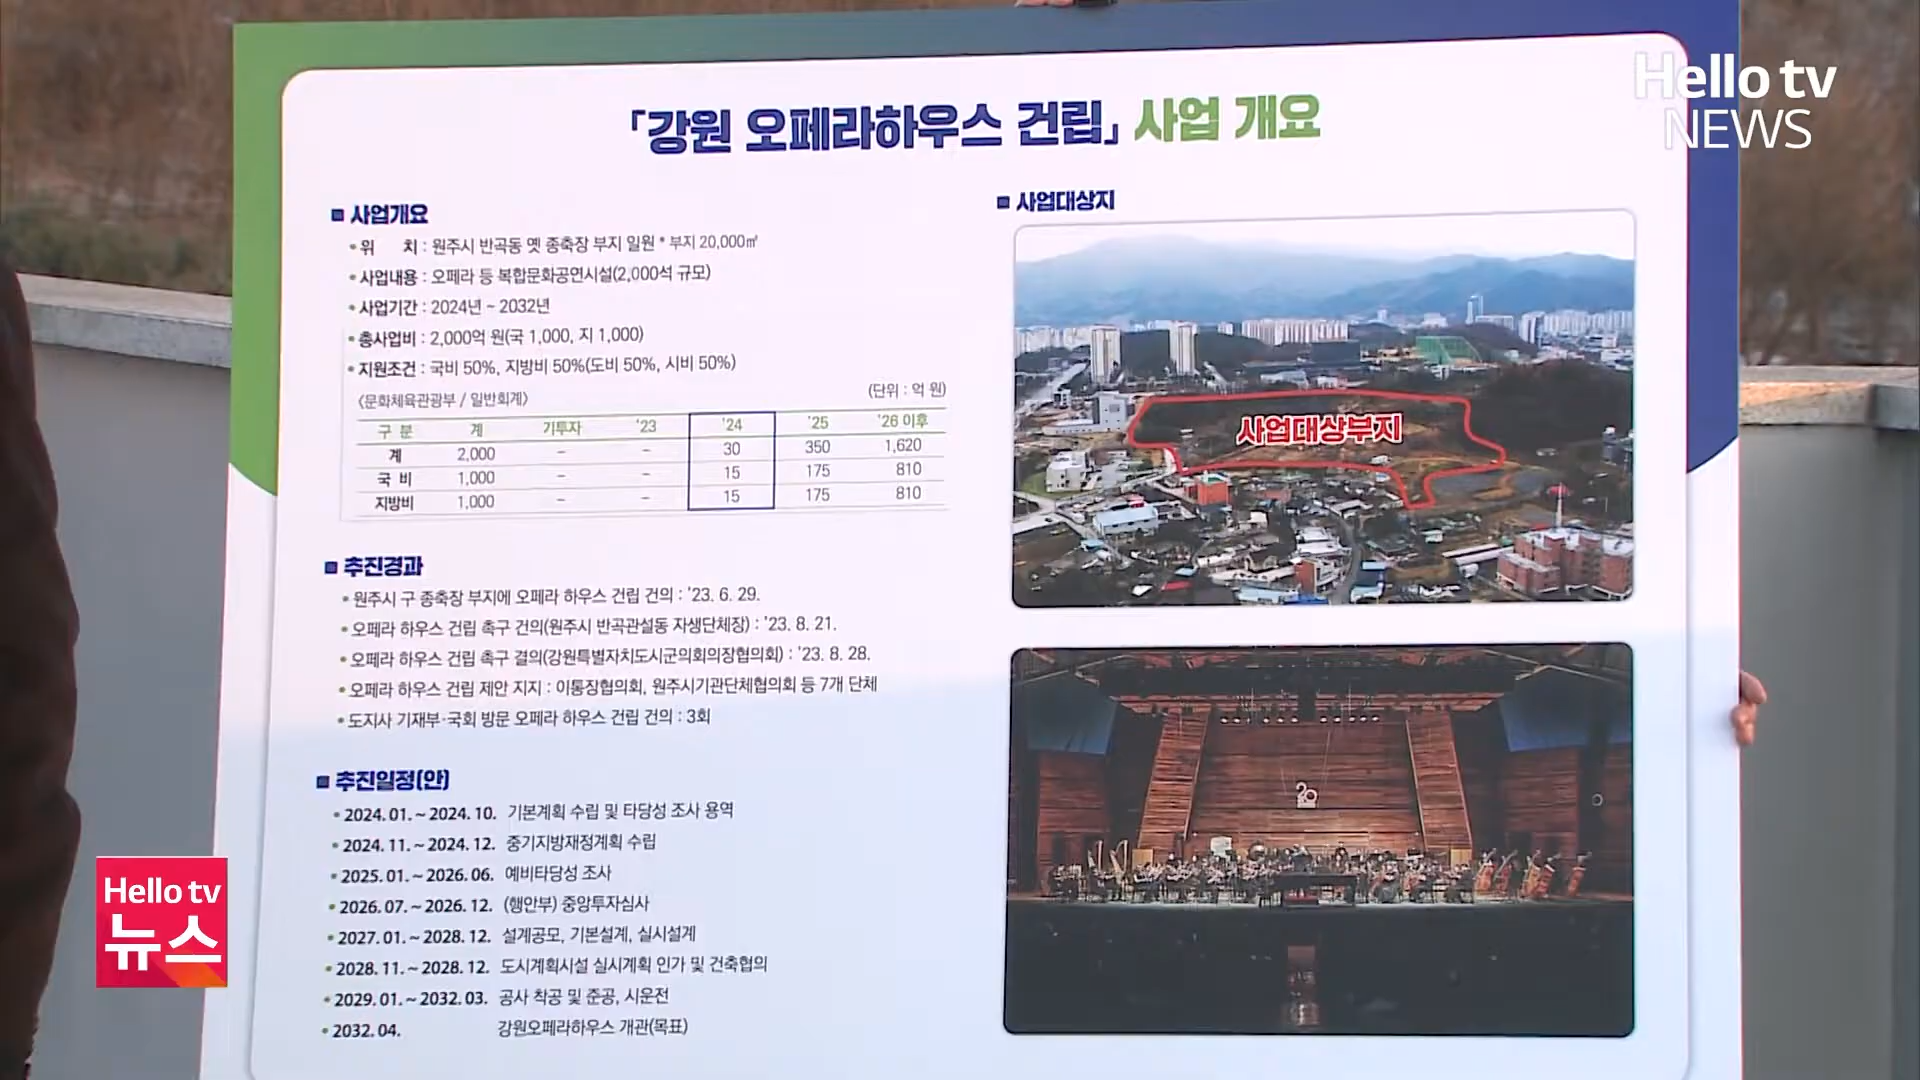 「강원 오페라하우스 건립」 사업 개요
Hello tv
NEWS
■ 사업개요
• 위 치 : 원주시 반곡동 옛 종축장 부지 일원 * 부지 20,000㎡
• 사업내용 : 오페라 등 복합문화공연시설(2,000석 규모)
• 사업기간 : 2024년 ~ 2032년
• 총사업비 : 2,000억 원(국 1,000, 지 1,000)
• 지원조건 : 국비 50%, 지방비 50%(도비 50%, 시비 50%)
〈문화체육관광부 / 일반회계〉 (단위 : 억 원)
구 분 계 기투자 '23 '24 '25 '26 이후
계 2,000 - - 30 350 1,620
국 비 1,000 - - 15 175 810
지방비 1,000 - - 15 175 810
■ 추진경과
• 원주시 구 종축장 부지에 오페라 하우스 건립 건의 : '23. 6. 29.
• 오페라 하우스 건립 촉구 건의(원주시 반곡관설동 자생단체장) : '23. 8. 21.
• 오페라 하우스 건립 촉구 결의(강원특별자치도시군의회의장협의회) : '23. 8. 28.
• 오페라 하우스 건립 제안 지지 : 이통장협의회, 원주시기관단체협의회 등 7개 단체
• 도지사 기재부·국회 방문 오페라 하우스 건립 건의 : 3회
■ 추진일정(안)
• 2024. 01. ~ 2024. 10. 기본계획 수립 및 타당성 조사 용역
• 2024. 11. ~ 2024. 12. 중기지방재정계획 수립
• 2025. 01. ~ 2026. 06. 예비타당성 조사
• 2026. 07. ~ 2026. 12. (행안부) 중앙투자심사
• 2027. 01. ~ 2028. 12. 설계공모, 기본설계, 실시설계
• 2028. 11. ~ 2028. 12. 도시계획시설 실시계획 인가 및 건축협의
• 2029. 01. ~ 2032. 03. 공사 착공 및 준공, 시운전
• 2032. 04. 강원오페라하우스 개관(목표)
■ 사업대상지
사업대상부지
20
Hello tv
뉴스